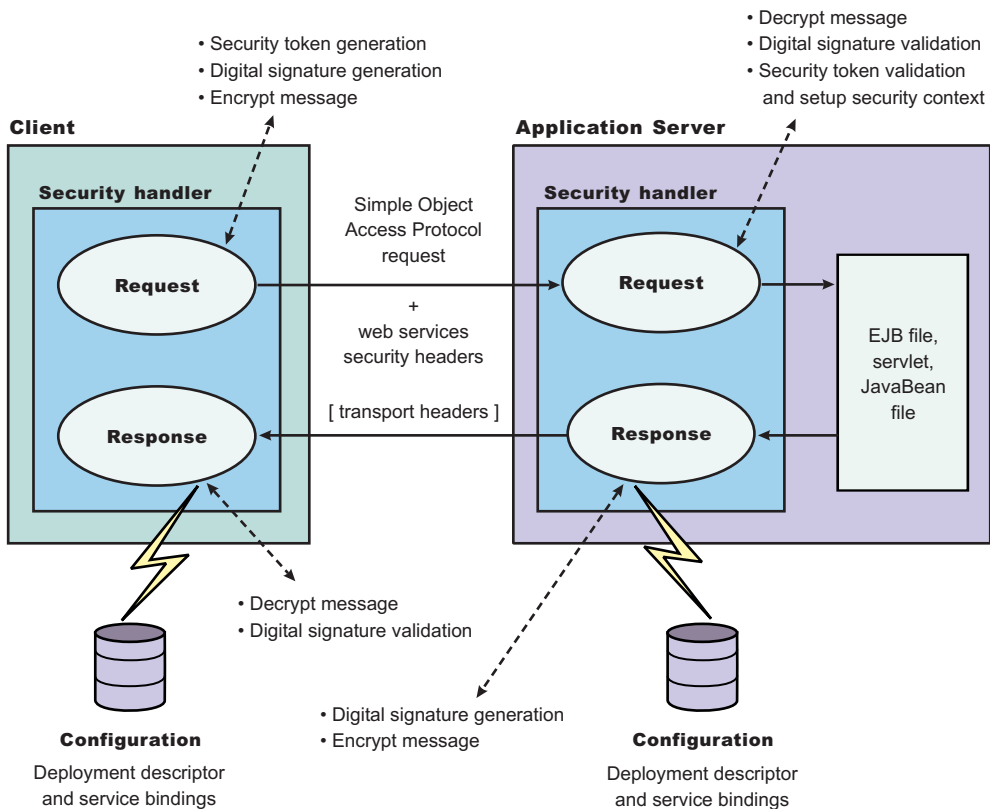 • Security token generation
• Digital signature generation
• Encrypt message
• Decrypt message
• Digital signature validation
• Security token validation
and setup security context
Client
Application Server
Security handler
Security handler
Simple Object
Access Protocol
request
Request
Request
+
web services
security headers
EJB file,
servlet,
JavaBean
file
[ transport headers ]
Response
Response
• Decrypt message
• Digital signature validation
• Digital signature generation
• Encrypt message
Configuration
Deployment descriptor
and service bindings
Configuration
Deployment descriptor
and service bindings